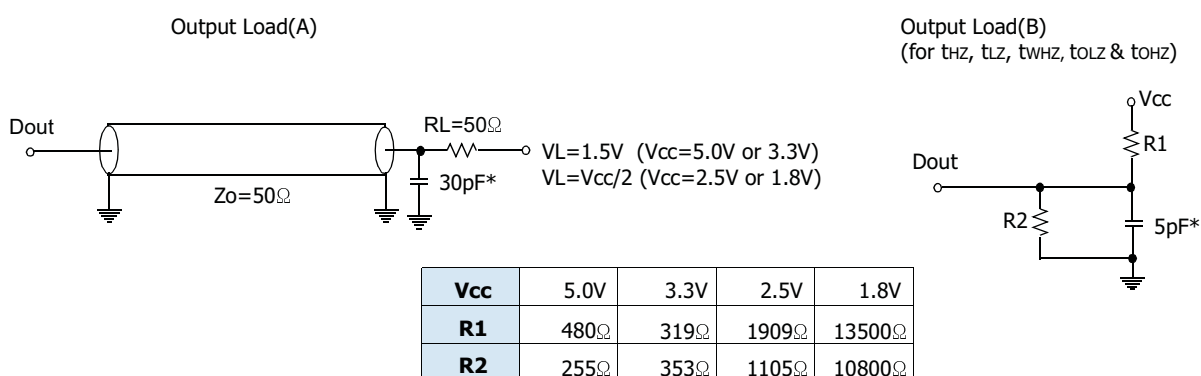 Output Load(A)
Output Load(B)
(for tHZ, tLZ, tWHZ, tOLZ & tOHZ)
Dout
RL=50Ω
VL=1.5V (Vcc=5.0V or 3.3V)
VL=Vcc/2 (Vcc=2.5V or 1.8V)
30pF*
Zo=50Ω
Vcc
R1
Dout
R2
5pF*
Vcc 5.0V 3.3V 2.5V 1.8V
R1 480Ω 319Ω 1909Ω 13500Ω
R2 255Ω 353Ω 1105Ω 10800Ω